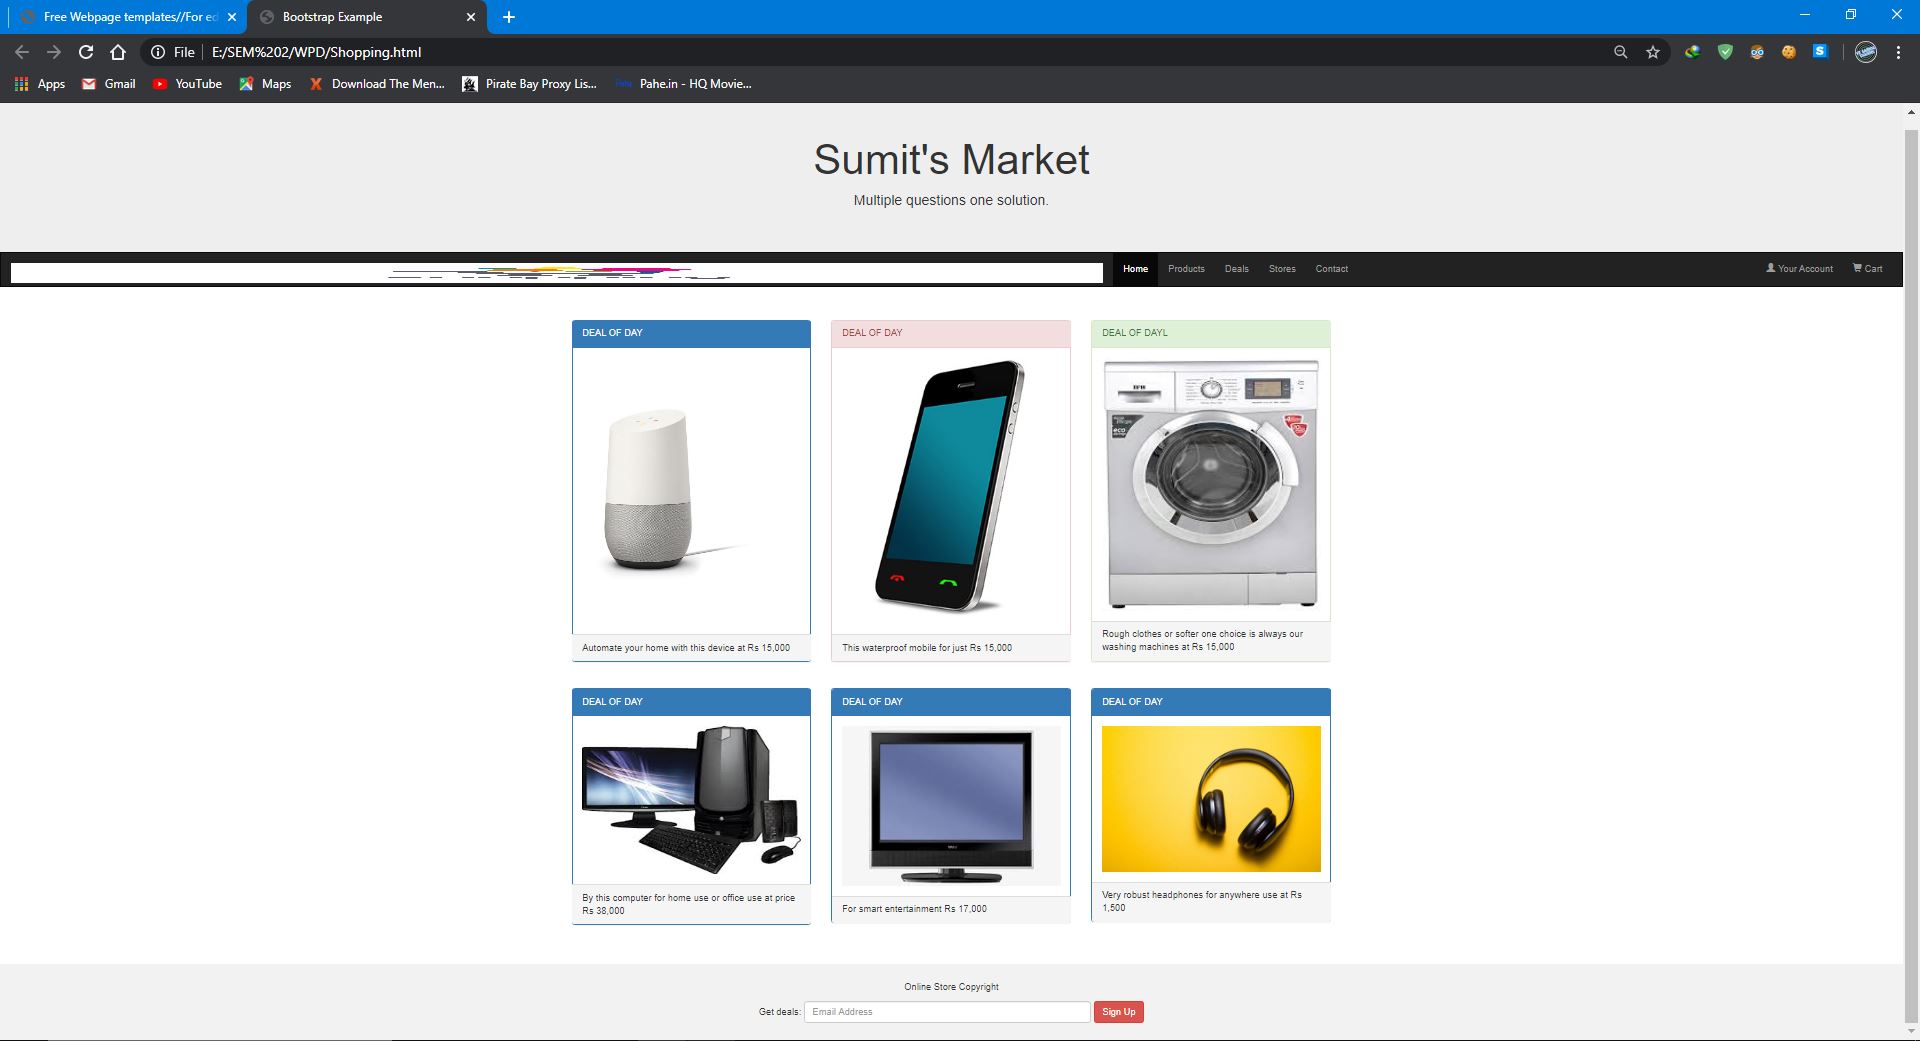 Free Webpage templates//For ed
Bootstrap Example
File
E:/SEM%202/WPD/Shopping.html
Apps
Gmail
YouTube
Maps
Download The Men...
Pirate Bay Proxy Lis...
Pahe.in - HQ Movie...
Sumit's Market
Multiple questions one solution.
Home
Products
Deals
Stores
Contact
Your Account
Cart
DEAL OF DAY
DEAL OF DAY
DEAL OF DAYL
IFB
eco
Automate your home with this device at Rs 15,000
This waterproof mobile for just Rs 15,000
Rough clothes or softer one choice is always our
washing machines at Rs 15,000
DEAL OF DAY
DEAL OF DAY
DEAL OF DAY
By this computer for home use or office use at price
Rs 38,000
For smart entertainment Rs 17,000
Very robust headphones for anywhere use at Rs
1,500
Online Store Copyright
Get deals:
Email Address
Sign Up